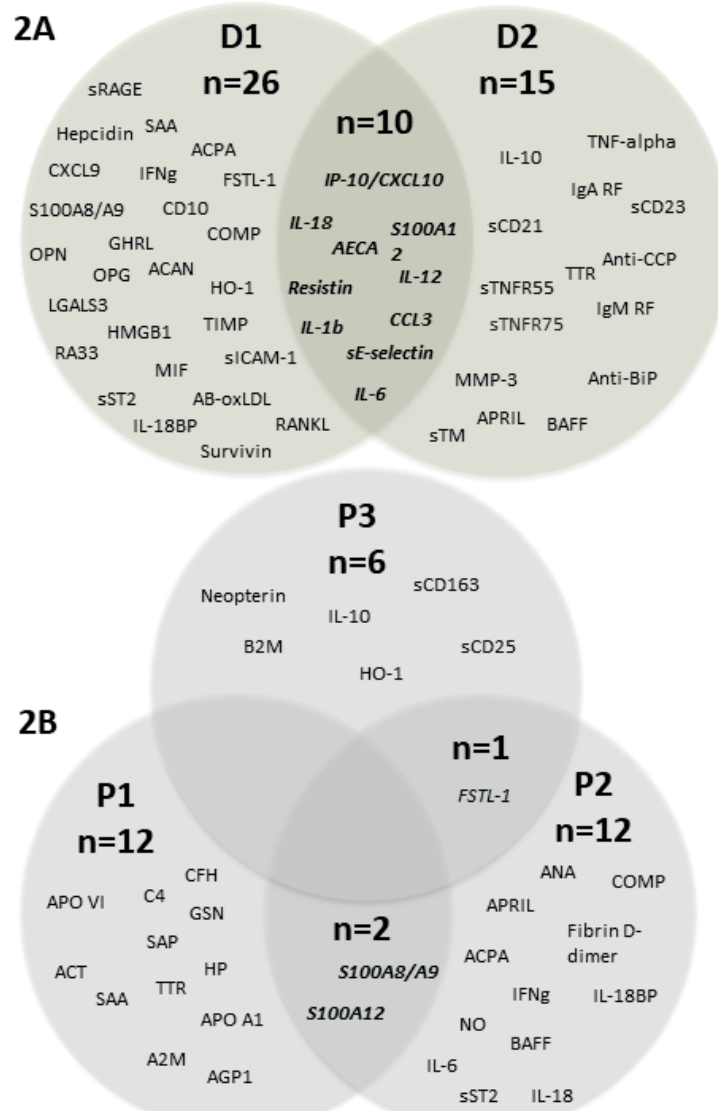 2A
D1
n=26
sRAGE
Hepcidin
SAA
ACPA
CXCL9
IFNg
FSTL-1
S100A8/A9
CD10
COMP
OPN
GHRL
OPG
ACAN
HO-1
LGALS3
HMGB1
TIMP
RA33
sICAM-1
MIF
sST2
AB-oxLDL
IL-18BP
RANKL
Survivin
n=10
IP-10/CXCL10
IL-18
S100A1
2
AECA
IL-12
Resistin
IL-1b
CCL3
sE-selectin
IL-6
D2
n=15
TNF-alpha
IL-10
IgA RF
sCD23
sCD21
Anti-CCP
TTR
sTNFR55
IgM RF
sTNFR75
MMP-3
Anti-BiP
APRIL
BAFF
sTM
2B
P3
n=6
sCD163
Neopterin
IL-10
B2M
sCD25
HO-1
n=1
FSTL-1
P1
n=12
CFH
APO VI
C4
GSN
SAP
ACT
HP
TTR
SAA
APO A1
A2M
AGP1
n=2
S100A8/A9
S100A12
P2
n=12
ANA
COMP
APRIL
Fibrin D-
dimer
ACPA
IFNg
IL-18BP
NO
BAFF
IL-6
sST2
IL-18